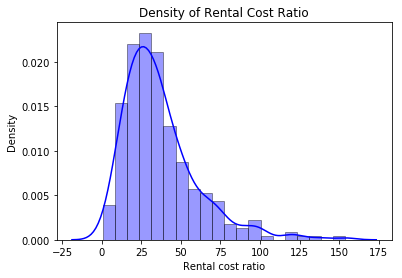 Density of Rental Cost Ratio
Density
0.020
0.015
0.010
0.005
0.000
−25 0 25 50 75 100 125 150 175
Rental cost ratio